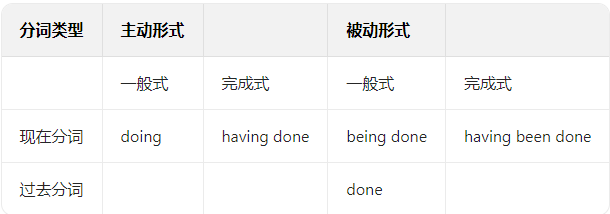 分词类型 主动形式 被动形式
一般式 完成式 一般式 完成式
现在分词 doing having done being done having been done
过去分词 done